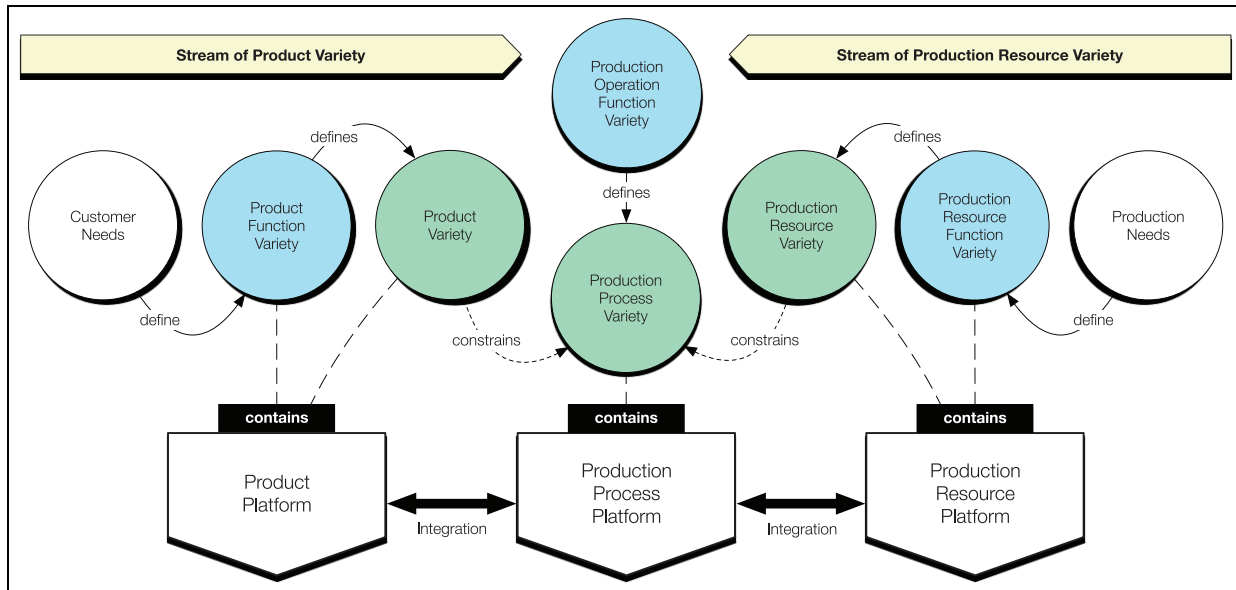 Stream of Product Variety
Stream of Production Resource Variety
Production
Operation
Function
Variety
defines
defines
defines
Customer
Needs
Product
Function
Variety
Product
Variety
Production
Process
Variety
Production
Resource
Variety
Production
Resource
Function
Variety
Production
Needs
define
constrains
constrains
define
contains
contains
contains
Product
Platform
Production
Process
Platform
Production
Resource
Platform
Integration
Integration